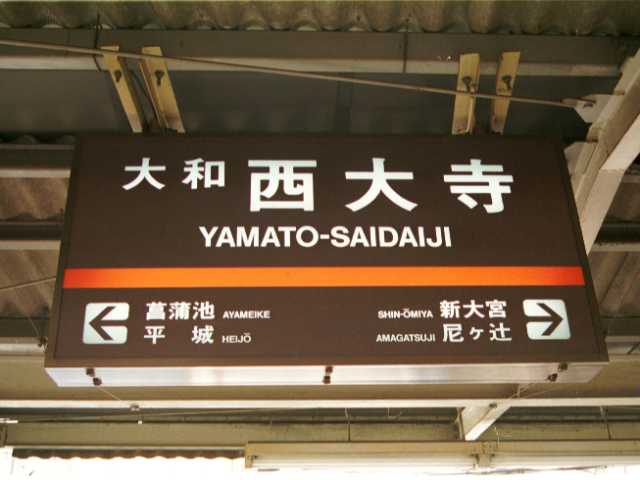 大和西大寺
YAMATO-SAIDAIJI
菖蒲池 AYAMEIKE
平城 HEIJŌ
SHIN-ŌMIYA 新大宮
AMAGATSUJI 尼ヶ辻